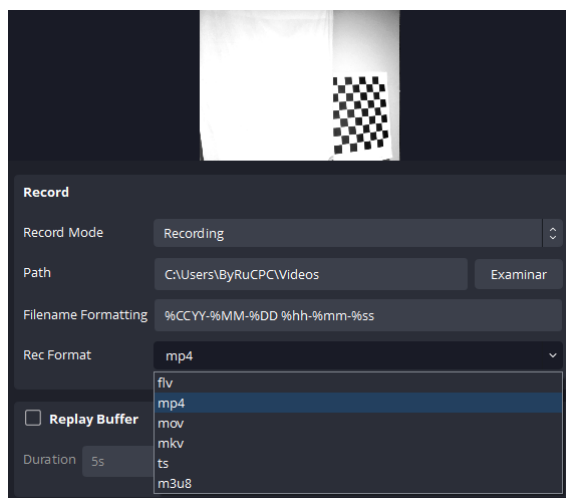 Record
Record Mode Recording
Path C:\Users\ByRuCPC\Videos Examinar
Filename Formatting %CCYY-%MM-%DD %hh-%mm-%ss
Rec Format mp4
flv
mp4
mov
mkv
ts
m3u8
Replay Buffer
Duration 5s